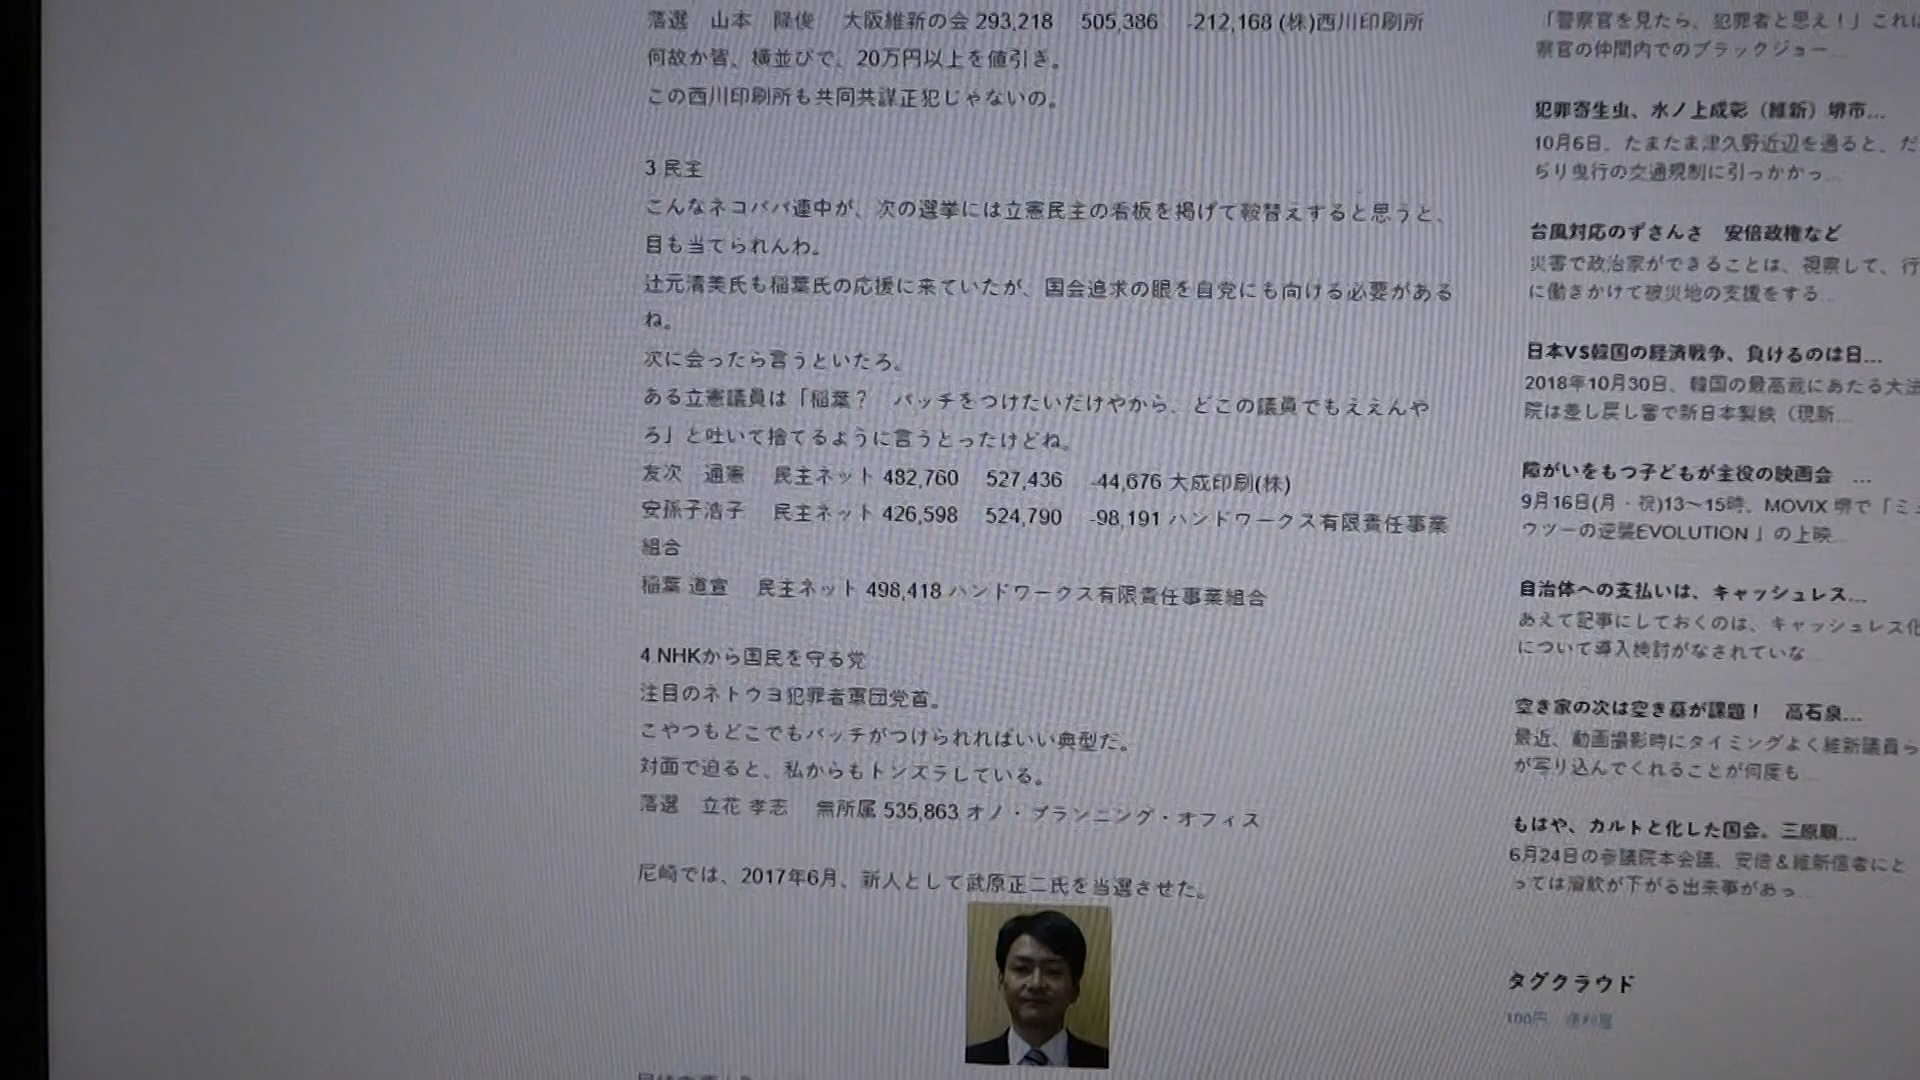 落選　山本　隆俊　大阪維新の会 293,218　505,386　-212,168 (株)西川印刷所
何故か皆、横並びで、20万円以上を値引き。
この西川印刷所も共同共謀正犯じゃないの。
3 民主
こんなネコババ連中が、次の選挙には立憲民主の看板を掲げて鞍替えすると思うと、
目も当てられんわ。
辻元清美氏も稲葉氏の応援に来ていたが、国会追求の眼を自党にも向ける必要がある
ね。
次に会ったら言うといたろ。
ある立憲議員は「稲葉？　バッチをつけたいだけやから、どこの議員でもええんや
ろ」と吐いて捨てるように言うとったけどね。
友次　通憲　民主ネット 482,760　527,436　-44,676 大成印刷(株)
安孫子浩子　民主ネット 426,598　524,790　-98,191 ハンドワークス有限責任事業
組合
稲葉 道宣　民主ネット 498,418 ハンドワークス有限責任事業組合
4 NHKから国民を守る党
注目のネトウヨ犯罪者軍団党首。
こやつもどこでもバッチがつけられればいい典型だ。
対面で迫ると、私からもトンズラしている。
落選　立花 孝志　無所属 535,863 オノ・プランニング・オフィス
尼崎では、2017年6月、新人として武原正二氏を当選させた。
「警察官を見たら、犯罪者と思え！」これは
察官の仲間内でのブラックジョー...
犯罪寄生虫、水ノ上成彰（維新）堺市...
10月6日。たまたま津久野近辺を通ると、だ
ぢり曳行の交通規制に引っかかっ...
台風対応のずさんさ　安倍政権など
災害で政治家ができることは、視察して、行
に働きかけて被災地の支援をする...
日本VS韓国の経済戦争、負けるのは日...
2018年10月30日、韓国の最高裁にあたる大法
院は差し戻し審で新日本製鉄（現新...
障がいをもつ子どもが主役の映画会　...
9月16日(月・祝)13～15時。MOVIX 堺で「ミュ
ウツーの逆襲EVOLUTION 」の上映...
自治体への支払いは、キャッシュレス...
あえて記事にしておくのは、キャッシュレス化
について導入検討がなされていな...
空き家の次は空き墓が課題！　高石泉...
最近、動画撮影時にタイミングよく維新議員ら
が写り込んでくれることが何度も...
もはや、カルトと化した国会。三原順...
6月24日の参議院本会議、安倍＆維新信者にと
っては溜飲が下がる出来事があっ...
タグクラウド
100円　便利屋